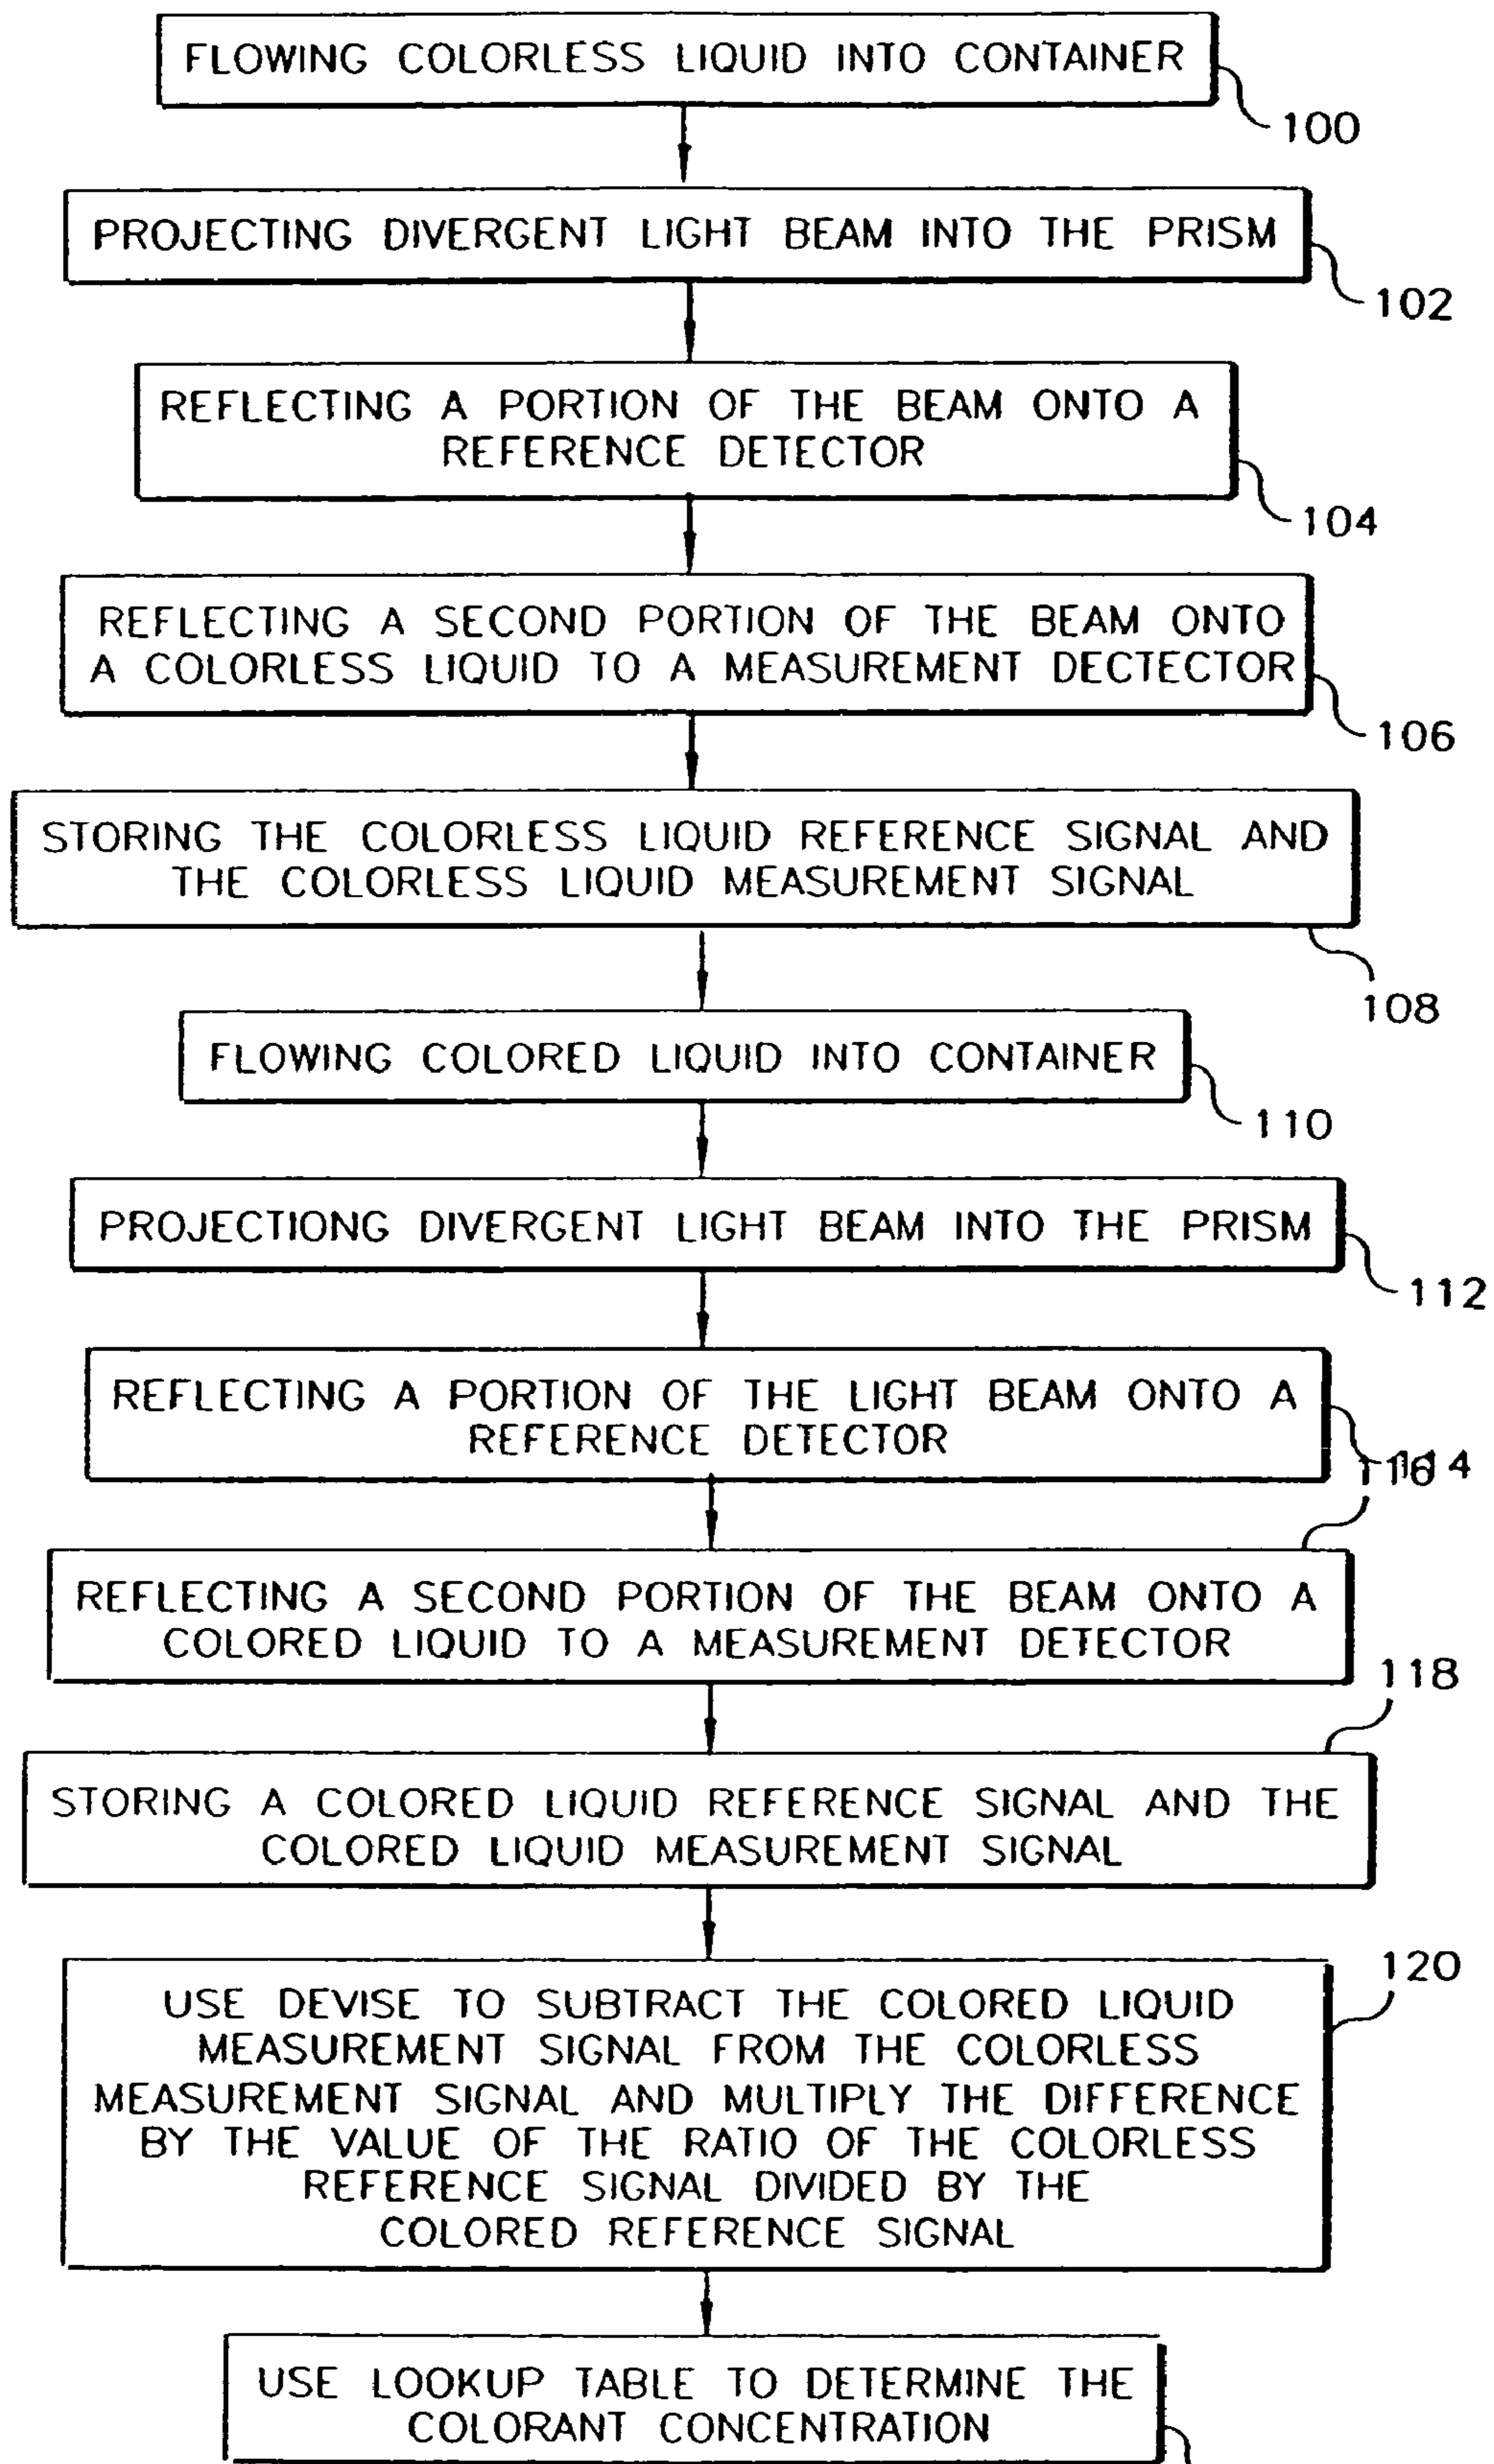 FLOWING COLORLESS LIQUID INTO CONTAINER
100
PROJECTING DIVERGENT LIGHT BEAM INTO THE PRISM
102
REFLECTING A PORTION OF THE BEAM ONTO A
REFERENCE DETECTOR
104
REFLECTING A SECOND PORTION OF THE BEAM ONTO
A COLORLESS LIQUID TO A MEASUREMENT DECTECTOR
106
STORING THE COLORLESS LIQUID REFERENCE SIGNAL AND
THE COLORLESS LIQUID MEASUREMENT SIGNAL
108
FLOWING COLORED LIQUID INTO CONTAINER
110
PROJECTIONG DIVERGENT LIGHT BEAM INTO THE PRISM
112
REFLECTING A PORTION OF THE LIGHT BEAM ONTO A
REFERENCE DETECTOR
114
116
REFLECTING A SECOND PORTION OF THE BEAM ONTO A
COLORED LIQUID TO A MEASUREMENT DETECTOR
118
STORING A COLORED LIQUID REFERENCE SIGNAL AND THE
COLORED LIQUID MEASUREMENT SIGNAL
120
USE DEVISE TO SUBTRACT THE COLORED LIQUID
MEASUREMENT SIGNAL FROM THE COLORLESS
MEASUREMENT SIGNAL AND MULTIPLY THE DIFFERENCE
BY THE VALUE OF THE RATIO OF THE COLORLESS
REFERENCE SIGNAL DIVIDED BY THE
COLORED REFERENCE SIGNAL
USE LOOKUP TABLE TO DETERMINE THE
COLORANT CONCENTRATION